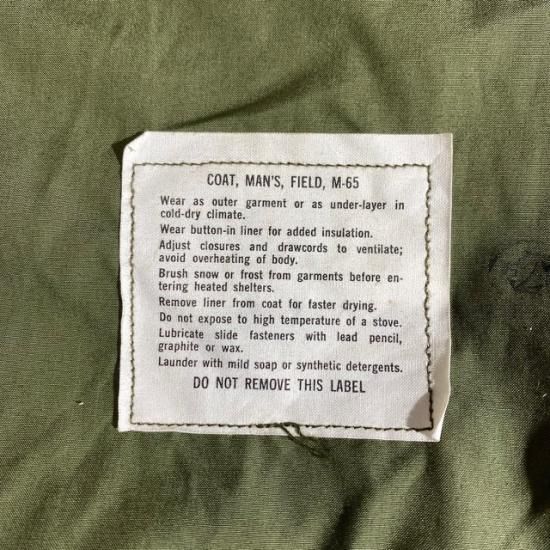 COAT, MAN'S, FIELD, M-65
Wear as outer garment or as under-layer in
cold-dry climate.
Wear button-in liner for added insulation.
Adjust closures and drawcords to ventilate;
avoid overheating of body.
Brush snow or frost from garments before en-
tering heated shelters.
Remove liner from coat for faster drying.
Do not expose to high temperature of a stove.
Lubricate slide fasteners with lead pencil,
graphite or wax.
Launder with mild soap or synthetic detergents.
DO NOT REMOVE THIS LABEL